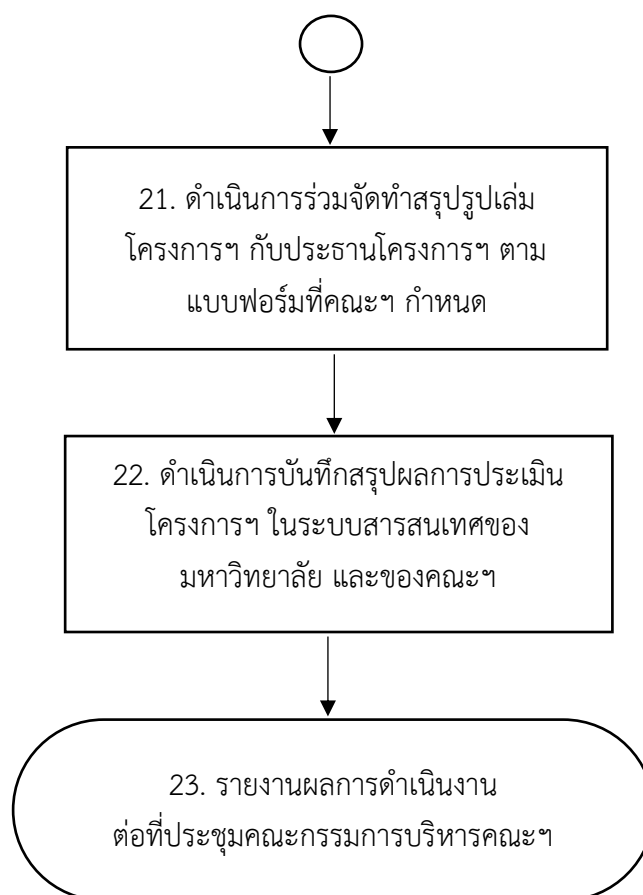 21. ดำเนินการร่วมจัดทำสรุปรูปเล่ม
โครงการฯ กับประธานโครงการฯ ตาม
แบบฟอร์มที่คณะฯ กำหนด
22. ดำเนินการบันทึกสรุปผลการประเมิน
โครงการฯ ในระบบสารสนเทศของ
มหาวิทยาลัย และของคณะฯ
23. รายงานผลการดำเนินงาน
ต่อที่ประชุมคณะกรรมการบริหารคณะฯ